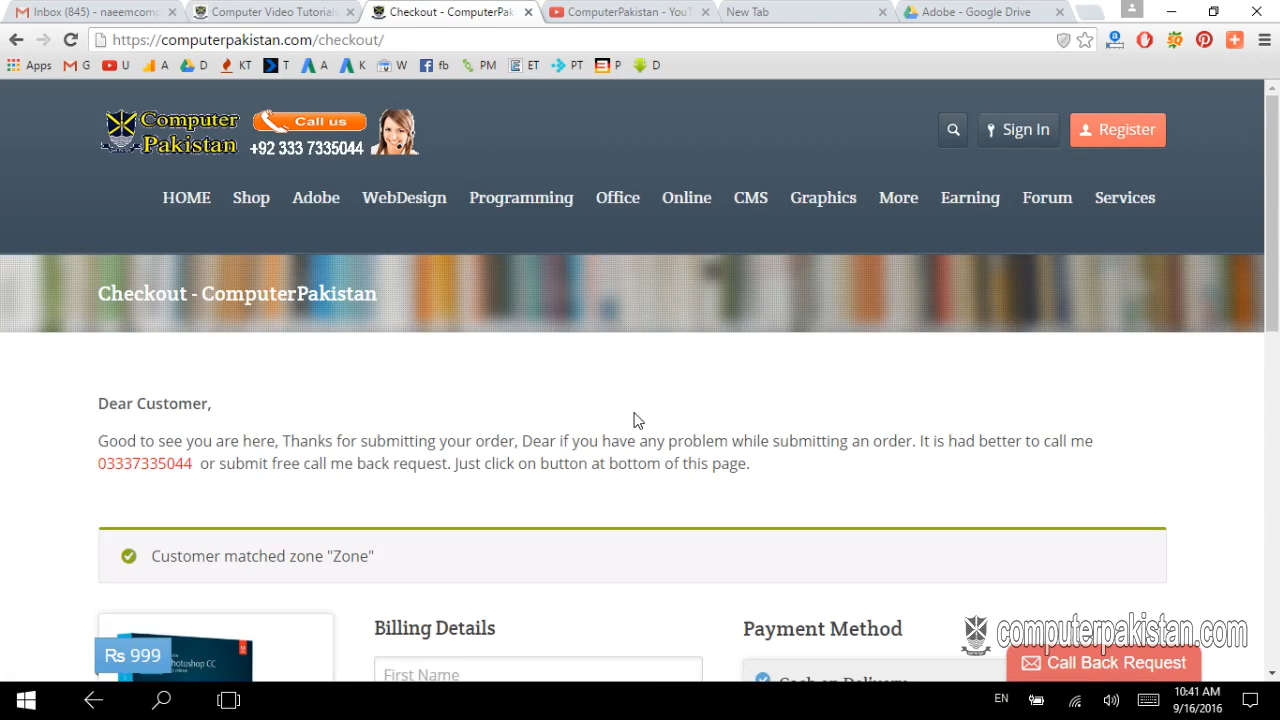 Inbox (845) - naeemcomp
Computer Video Tutorials
Checkout - ComputerPak
ComputerPakistan - YouT
New Tab
Adobe - Google Drive
https://computerpakistan.com/checkout/
Apps G U A D KT T A K W fb PM ET PT P D
Computer Pakistan
Call us
+92 333 7335044
Sign In
Register
HOME Shop Adobe WebDesign Programming Office Online CMS Graphics More Earning Forum Services
Checkout - ComputerPakistan
Dear Customer,
Good to see you are here, Thanks for submitting your order, Dear if you have any problem while submitting an order. It is had better to call me
03337335044 or submit free call me back request. Just click on button at bottom of this page.
Customer matched zone "Zone"
₨ 999
Photoshop CC
Billing Details
First Name
Payment Method
Cash on Delivery
computerpakistan.com
Call Back Request
EN
10:41 AM
9/16/2016